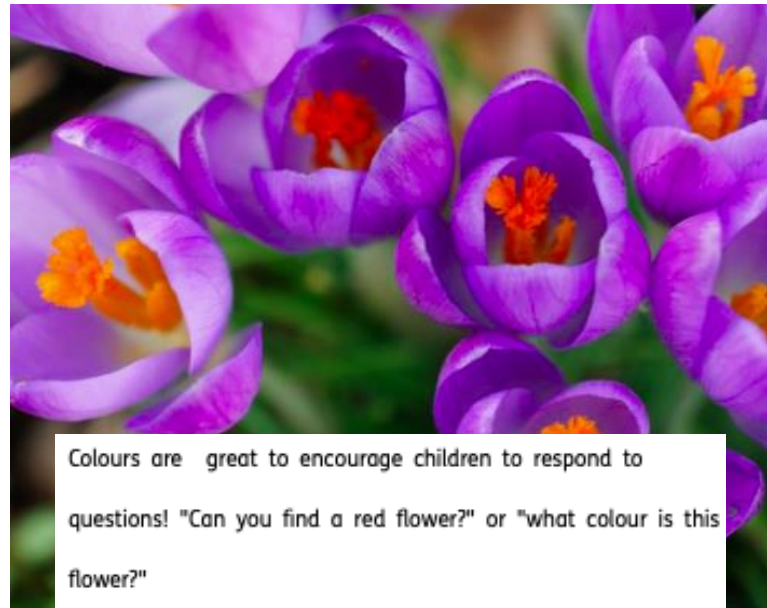 Colours are great to encourage children to respond to
questions! "Can you find a red flower?" or "what colour is this
flower?"